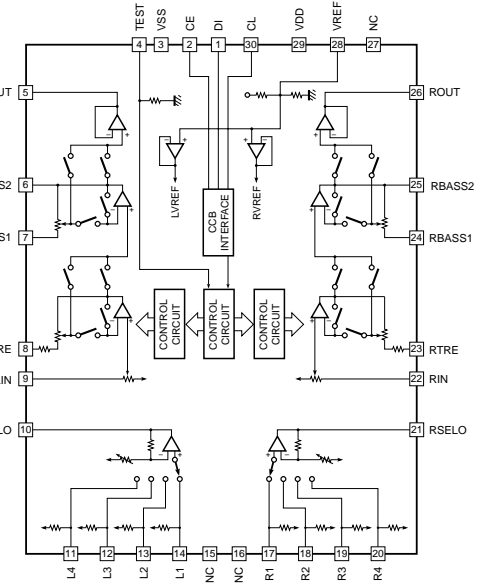 TEST
VSS
CE
DI
CL
VDD
VREF
NC
4
3
2
1
30
29
28
27
UT
5
26
ROUT
LVREF
RVREF
S2
6
25
RBASS2
CCB
INTERFACE
S1
7
24
RBASS1
CONTROL
CIRCUIT
CONTROL
CIRCUIT
CONTROL
CIRCUIT
RE
8
23
RTRE
IN
9
22
RIN
LO
10
21
RSELO
11
12
13
14
15
16
17
18
19
20
L4
L3
L2
L1
NC
NC
R1
R2
R3
R4